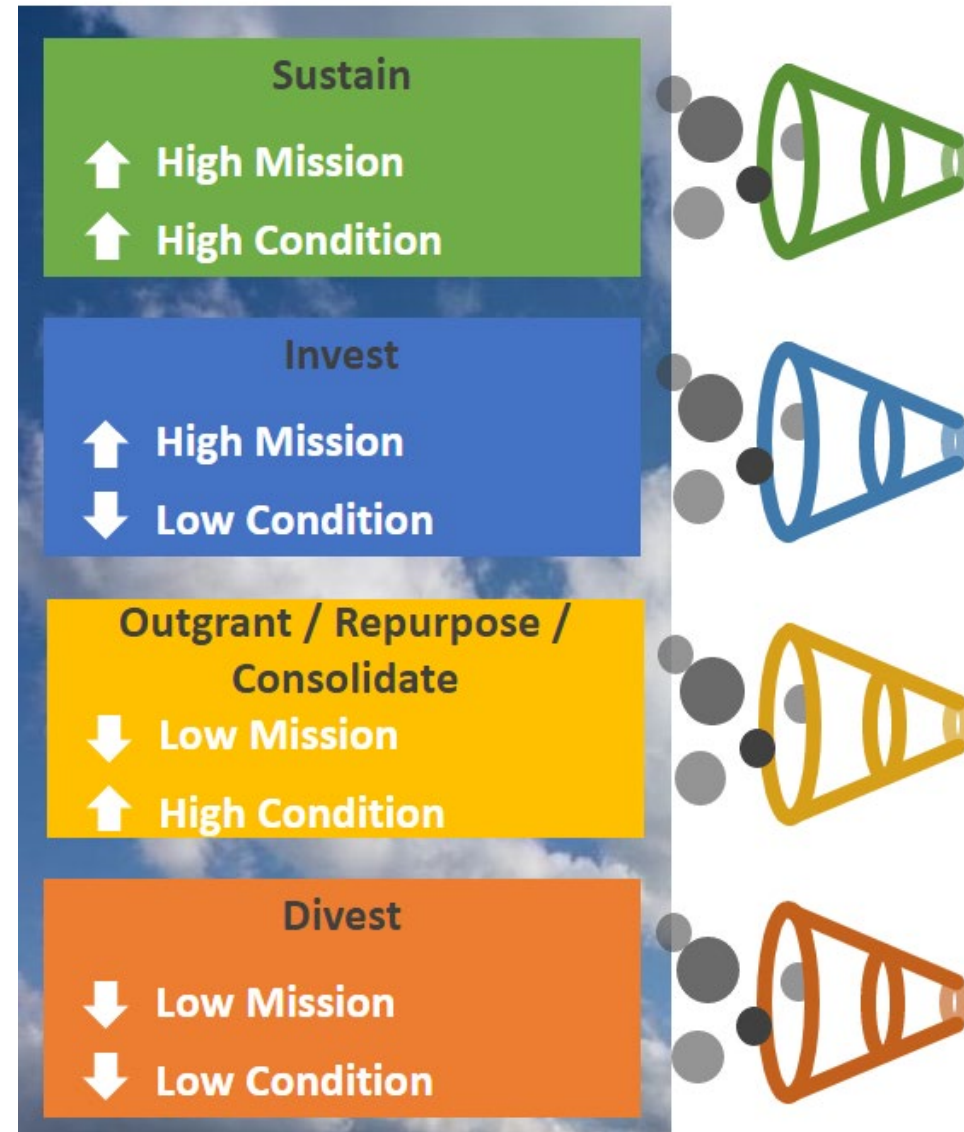 Sustain
High Mission
High Condition
Invest
High Mission
Low Condition
Outgrant / Repurpose /
Consolidate
Low Mission
High Condition
Divest
Low Mission
Low Condition